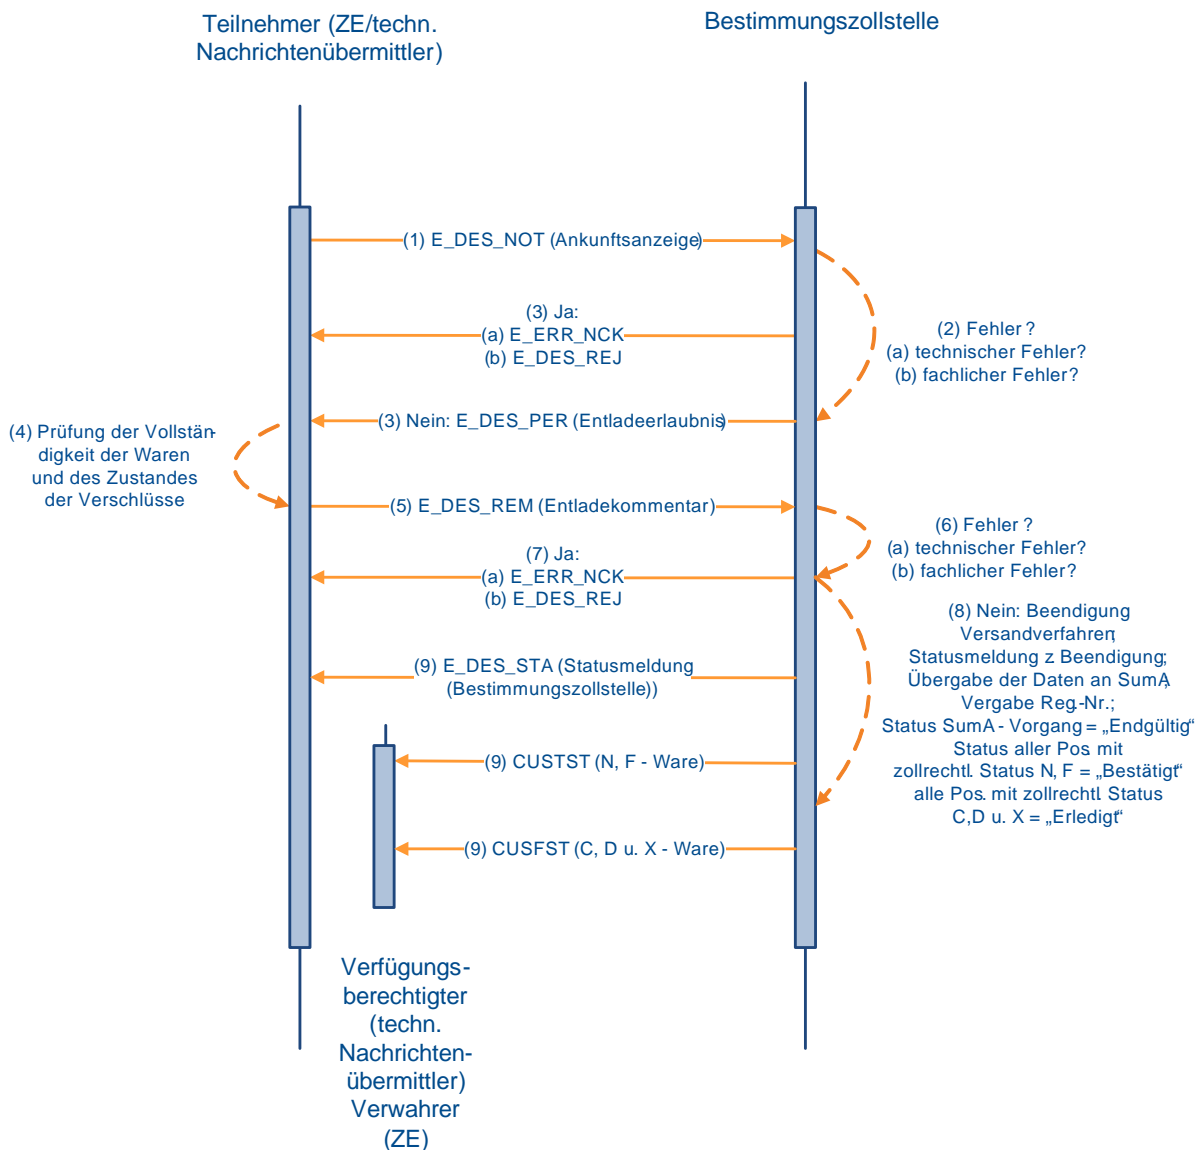 Teilnehmer (ZE/techn.
Nachrichtenübermittler)
Bestimmungszollstelle
(1) E_DES_NOT (Ankunftsanzeige)
(3) Ja:
(a) E_ERR_NCK
(b) E_DES_REJ
(2) Fehler ?
(a) technischer Fehler?
(b) fachlicher Fehler?
(3) Nein: E_DES_PER (Entladeerlaubnis)
(4) Prüfung der Vollstän-
digkeit der Waren
und des Zustandes
der Verschlüsse
(5) E_DES_REM (Entladekommentar)
(6) Fehler ?
(a) technischer Fehler?
(b) fachlicher Fehler?
(7) Ja:
(a) E_ERR_NCK
(b) E_DES_REJ
(8) Nein: Beendigung
Versandverfahren;
Statusmeldung z Beendigung;
Übergabe der Daten an SumA,
Vergabe Reg.-Nr.;
Status SumA - Vorgang = „Endgültig“
Status aller Pos. mit
zollrechtl. Status N, F = „Bestätigt“
alle Pos. mit zollrechtl. Status
C,D u. X = „Erledigt“
(9) E_DES_STA (Statusmeldung
(Bestimmungszollstelle))
(9) CUSTST (N, F - Ware)
(9) CUSFST (C, D u. X - Ware)
Verfügungs-
berechtigter
(techn.
Nachrichten-
übermittler)
Verwahrer
(ZE)